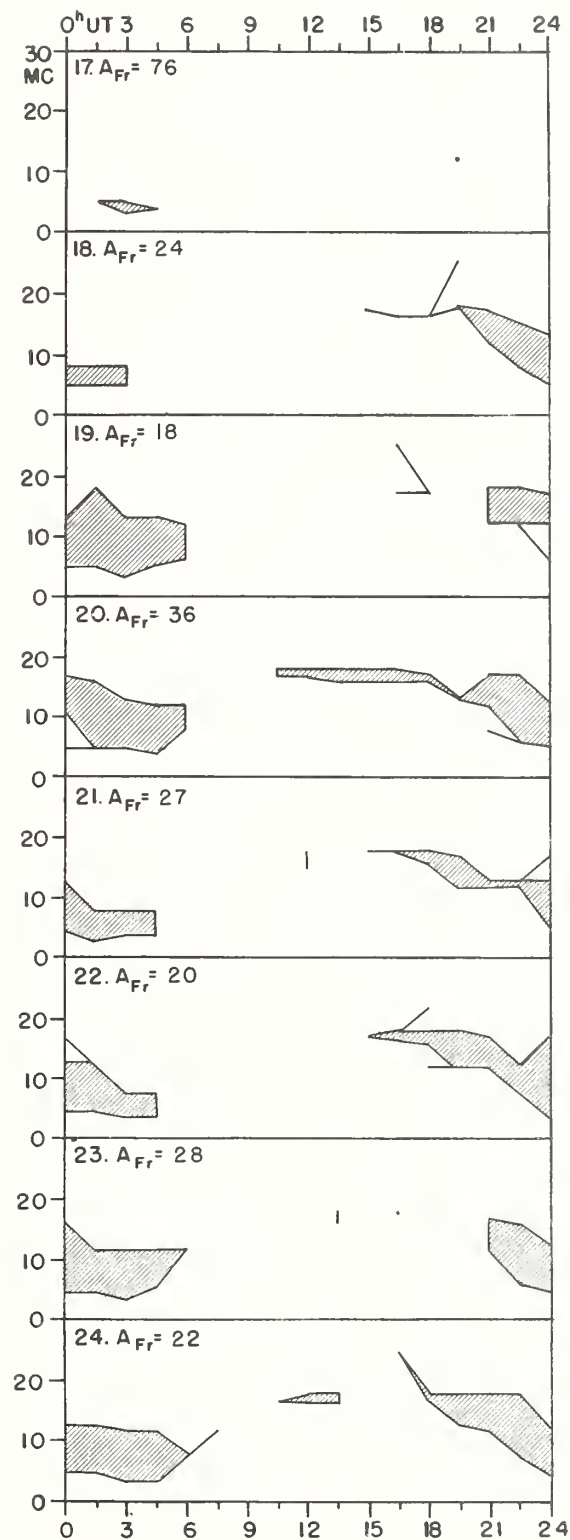 0ʰUT 3 6 9 12 15 18 21 24
30
MC
17. A_Fr = 76
20
10
0
18. A_Fr = 24
20
10
0
19. A_Fr = 18
20
10
0
20. A_Fr = 36
20
10
0
21. A_Fr = 27
20
10
0
22. A_Fr = 20
20
10
0
23. A_Fr = 28
20
10
0
24. A_Fr = 22
20
10
0
0 3 6 9 12 15 18 21 24